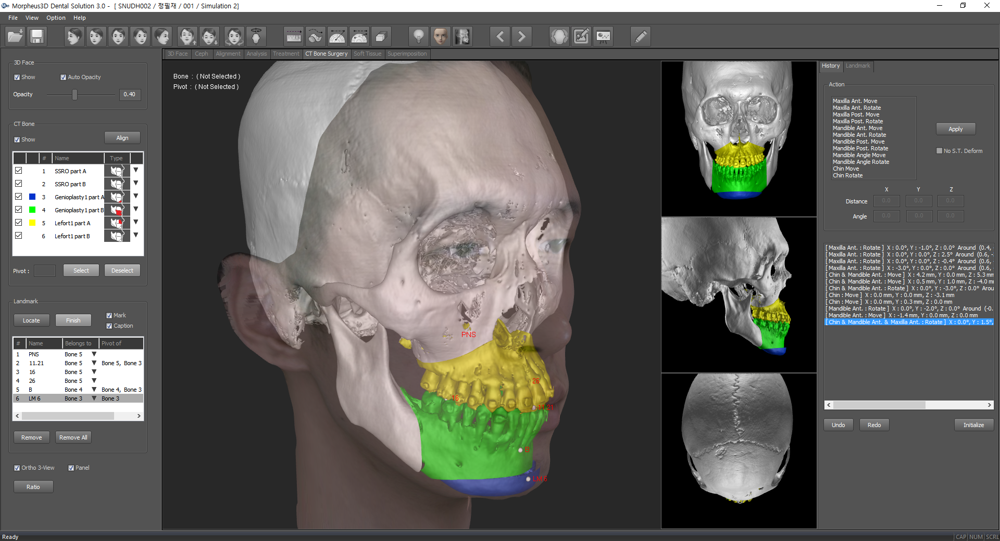 Morpheus3D Dental Solution 3.0 - [ SNUDH002 / 정필재 / 001 / Simulation 2]
File View Option Help
3D Face Ceph Alignment Analysis Treatment CT Bone Surgery Soft Tissue Superimposition
3D Face
Show Auto Opacity
Opacity 0.40
CT Bone
Show Align
# Name Type
1 SSRO part A
2 SSRO part B
3 Genioplasty1 part A
4 Genioplasty1 part B
5 Lefort1 part A
6 Lefort1 part B
Pivot : Select Deselect
Landmark
Locate Finish Mark
Caption
# Name Belongs to Pivot of
1 PNS Bone 5
2 11.21 Bone 5 Bone 5, Bone 3
3 16 Bone 5
4 26 Bone 5
5 B Bone 4 Bone 4, Bone 3
6 LM 6 Bone 3 Bone 3
Remove Remove All
Ortho 3-View Panel
Ratio
Bone : ( Not Selected )
Pivot : ( Not Selected )
PNS
26
16
21
B
LM 6
History Landmark
Action
Maxilla Ant. Move
Maxilla Ant. Rotate
Maxilla Post. Move
Maxilla Post. Rotate
Mandible Ant. Move
Mandible Ant. Rotate
Mandible Post. Move
Mandible Post. Rotate
Mandible Angle Move
Mandible Angle Rotate
Chin Move
Chin Rotate
Apply
No S.T. Deform
X Y Z
Distance 0.0 0.0 0.0
Angle 0.0 0.0 0.0
[ Maxilla Ant. : Rotate ] X : 0.0°, Y : -1.0°, Z : 0.0° Around (0.4, -
[ Maxilla Ant. : Rotate ] X : 0.0°, Y : 0.0°, Z : 2.5° Around (0.6, -
[ Maxilla Ant. : Rotate ] X : 0.0°, Y : 0.0°, Z : -0.4° Around (0.6, -
[ Maxilla Ant. : Rotate ] X : -3.0°, Y : 0.0°, Z : 0.0° Around (0.6, -
[ Chin & Mandible Ant. : Move ] X : 4.2 mm, Y : 0.0 mm, Z : 5.3 mm
[ Chin & Mandible Ant. : Move ] X : 0.5 mm, Y : 1.0 mm, Z : -4.0 m
[ Chin & Mandible Ant. : Rotate ] X : 0.0°, Y : -3.0°, Z : 0.0° Arou
[ Chin : Move ] X : 0.0 mm, Y : 0.0 mm, Z : -3.1 mm
[ Chin : Move ] X : 0.0 mm, Y : 0.3 mm, Z : 0.0 mm
[ Mandible Ant. : Rotate ] X : 0.0°, Y : -2.0°, Z : 0.0° Around (-0.
[ Mandible Ant. : Move ] X : -1.4 mm, Y : 0.0 mm, Z : 0.0 mm
[ Chin & Mandible Ant. & Maxilla Ant. : Rotate ] X : 0.0°, Y : 1.5°,
Undo Redo Initialize
Ready CAP NUM SCRL